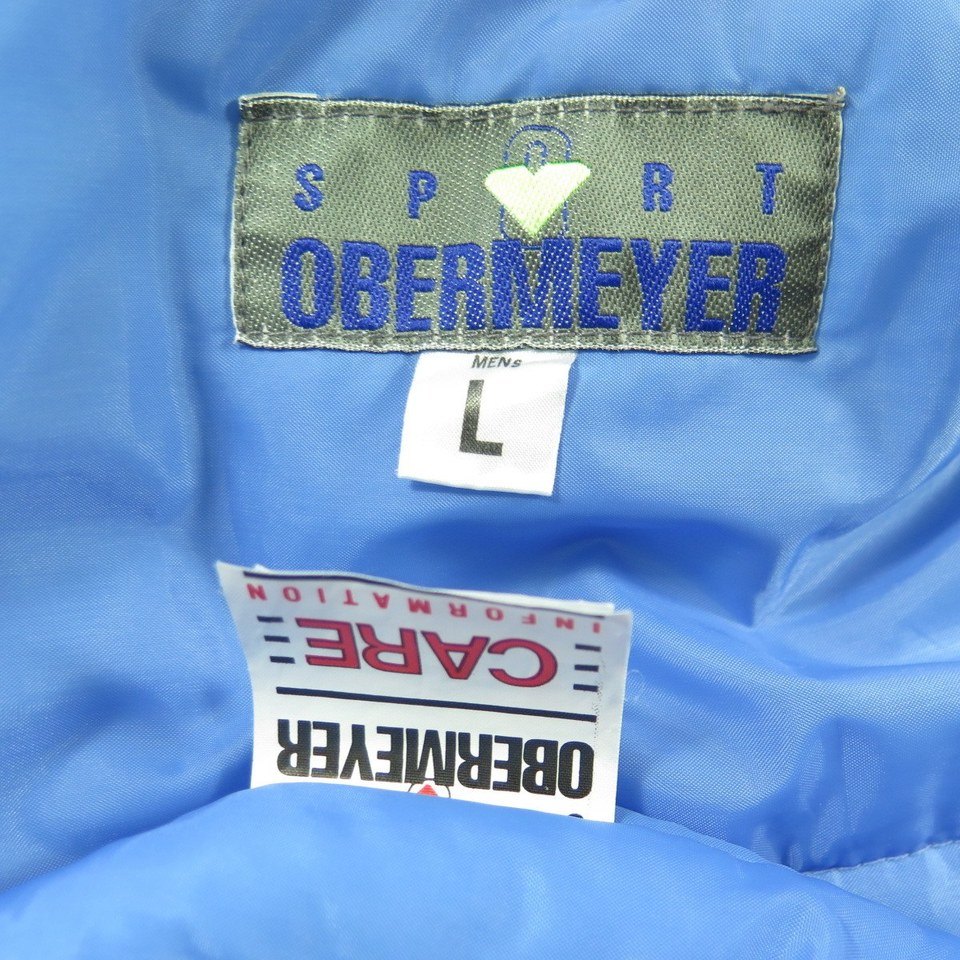 SPORT
OBERMEYER
MENS
L
INFORMATION
CARE
OBERMEYER